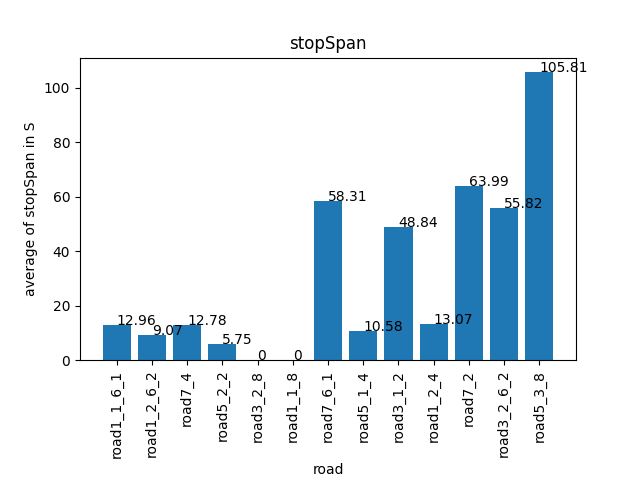 stopSpan
average of stopSpan in S
100
80
60
40
20
0
12.96
9.07
12.78
5.75
0
0
58.31
10.58
48.84
13.07
63.99
55.82
105.81
road1_1_6_1
road1_2_6_2
road7_4
road5_2_2
road3_2_8
road1_1_8
road7_6_1
road5_1_4
road3_1_2
road1_2_4
road7_2
road3_2_6_2
road5_3_8
road